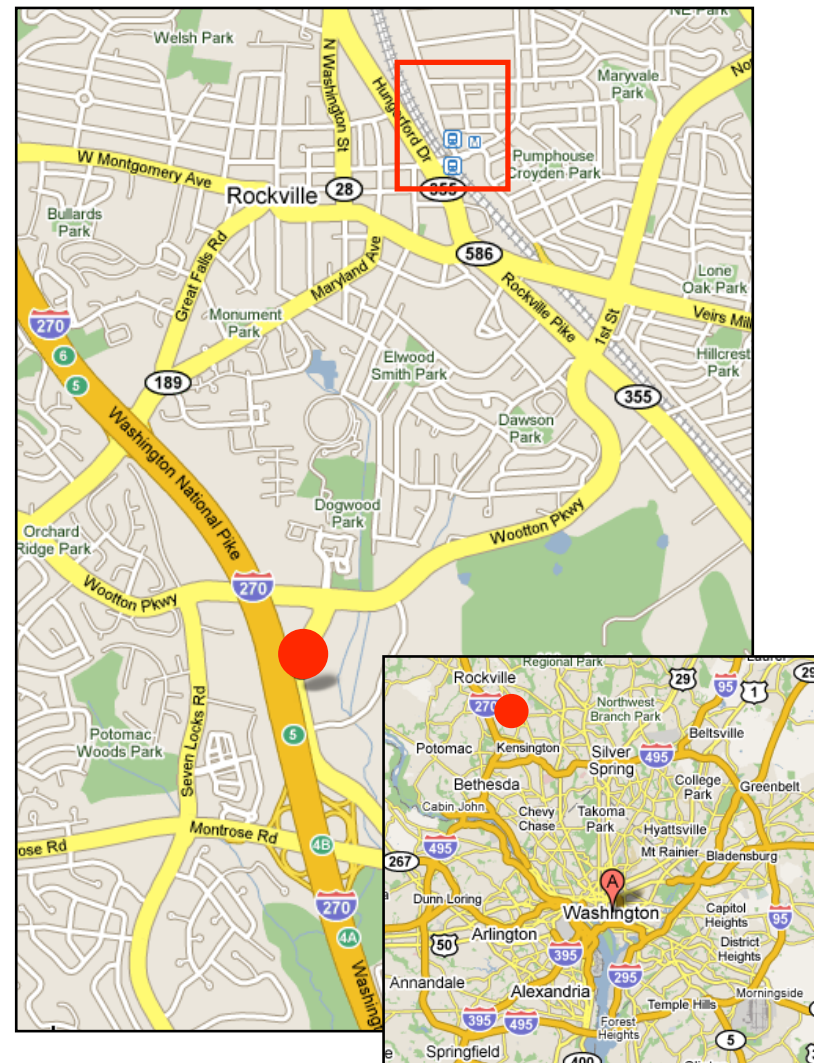 NE Park
Welsh Park
N Washington St
Hungerford Dr
Maryvale
Park
M
W Montgomery Ave
Pumphouse
Croyden Park
Rockville
28
355
Bullards
Park
Great Falls Rd
Maryland Ave
586
Rockville Pike
Lone
Oak Park
270
Monument
Park
1st St
Veirs Mill
6
5
Elwood
Smith Park
Hillcrest
Park
189
355
Washington National Pike
Dawson
Park
Dogwood
Park
Wootton Pkwy
Orchard
Ridge Park
Wootton Pkwy
270
Seven Locks Rd
5
Potomac
Woods Park
ose Rd
Montrose Rd
4B
270
4A
Washing
Regional Park
Laurel
Rockville
29
95
1
29
270
Northwest
Branch Park
Beltsville
Potomac
Kensington
Silver
Spring
495
Bethesda
College
Park
Greenbelt
Cabin John
Chevy
Chase
Takoma
Park
Hyattsville
495
Mt Rainier
Bladensburg
267
A
Dunn Loring
Washington
Capitol
Heights
95
50
Arlington
395
District
Heights
295
Annandale
Alexandria
Morningside
Temple Hills
395
495
Forest
Heights
5
Springfield